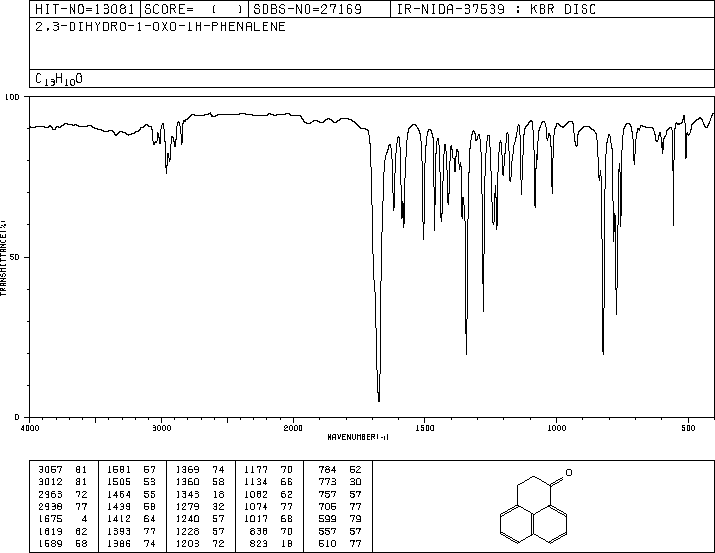 HIT-NO=13081 SCORE= ( ) SDBS-NO=27169 IR-NIDA-37539 : KBR DISC
2,3-DIHYDRO-1-OXO-1H-PHENALENE
C13H10O
100
50
0
TRANSMITTANCE(%)
4000 3000 2000 1500 1000 500
WAVENUMBER(-1)
3067 81 1581 57 1369 74 1177 70 784 52
3012 81 1505 53 1360 58 1134 66 773 30
2963 72 1464 55 1343 18 1082 62 757 57
2938 77 1439 58 1279 32 1074 77 705 77
1675 4 1412 64 1240 57 1017 68 599 79
1619 62 1393 77 1228 57 838 70 557 57
1589 68 1386 74 1203 72 823 18 510 77
O